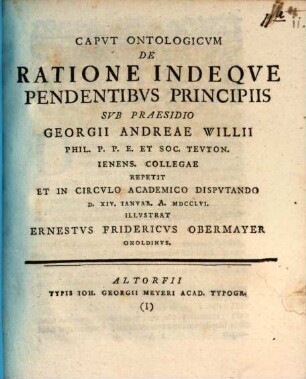 CAPVT ONTOLOGICVM
DE
RATIONE INDEQVE
PENDENTIBVS PRINCIPIIS
SVB PRAESIDIO
GEORGII ANDREAE WILLII
PHIL. P. P. E. ET SOC. TEVTON.
IENENS. COLLEGAE
REPETIT
ET IN CIRCVLO ACADEMICO DISPVTANDO
D. XIV. IANVAR. A. MDCCLVI.
ILLVSTRAT
ERNESTVS FRIDERICVS OBERMAYER
ONOLDINVS.
ALTORFII
TYPIS IOH. GEORGII MEYERI ACAD. TYPOGR.
(I)